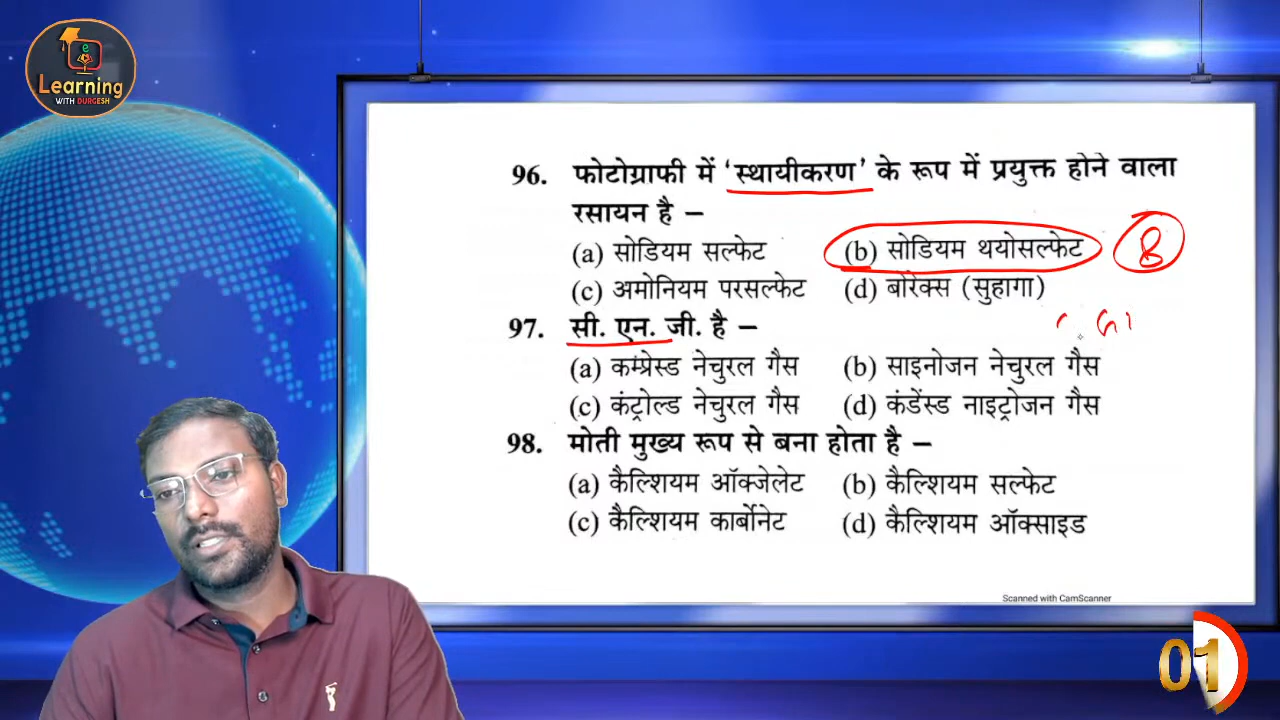 e
Learning
WITH DURGESH
96. फोटोग्राफी में 'स्थायीकरण' के रूप में प्रयुक्त होने वाला
रसायन है –
(a) सोडियम सल्फेट (b) सोडियम थयोसल्फेट B
(c) अमोनियम परसल्फेट (d) बोरेक्स (सुहागा)
97. सी. एन. जी. है –
(a) कम्प्रेस्ड नेचुरल गैस (b) साइनोजन नेचुरल गैस
(c) कंट्रोल्ड नेचुरल गैस (d) कंडेंस्ड नाइट्रोजन गैस
98. मोती मुख्य रूप से बना होता है –
(a) कैल्शियम ऑक्जेलेट (b) कैल्शियम सल्फेट
(c) कैल्शियम कार्बोनेट (d) कैल्शियम ऑक्साइड
Scanned with CamScanner
01